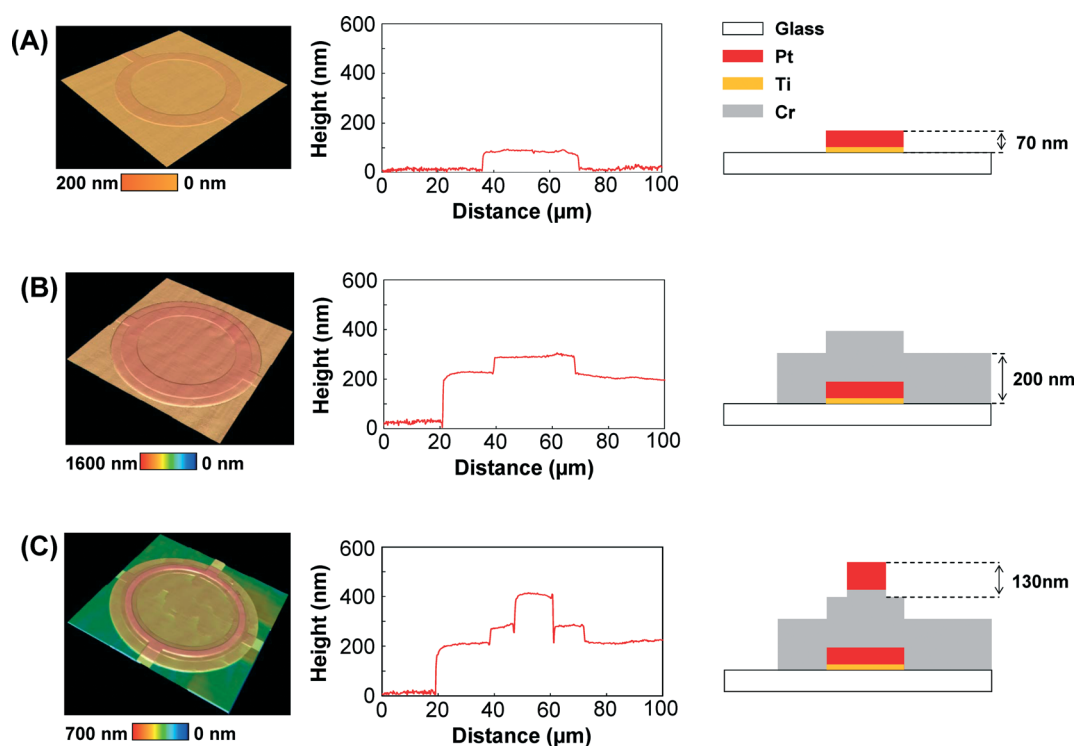 (A)
200 nm 0 nm
Height (nm)
600
400
200
100
0
0 20 40 60 80 100
Distance (µm)
Glass
Pt
Ti
Cr
70 nm
(B)
1600 nm 0 nm
Height (nm)
600
400
200
0
0 20 40 60 80 100
Distance (µm)
200 nm
(C)
700 nm 0 nm
Height (nm)
600
400
200
0
0 20 40 60 80 100
Distance (µm)
130nm